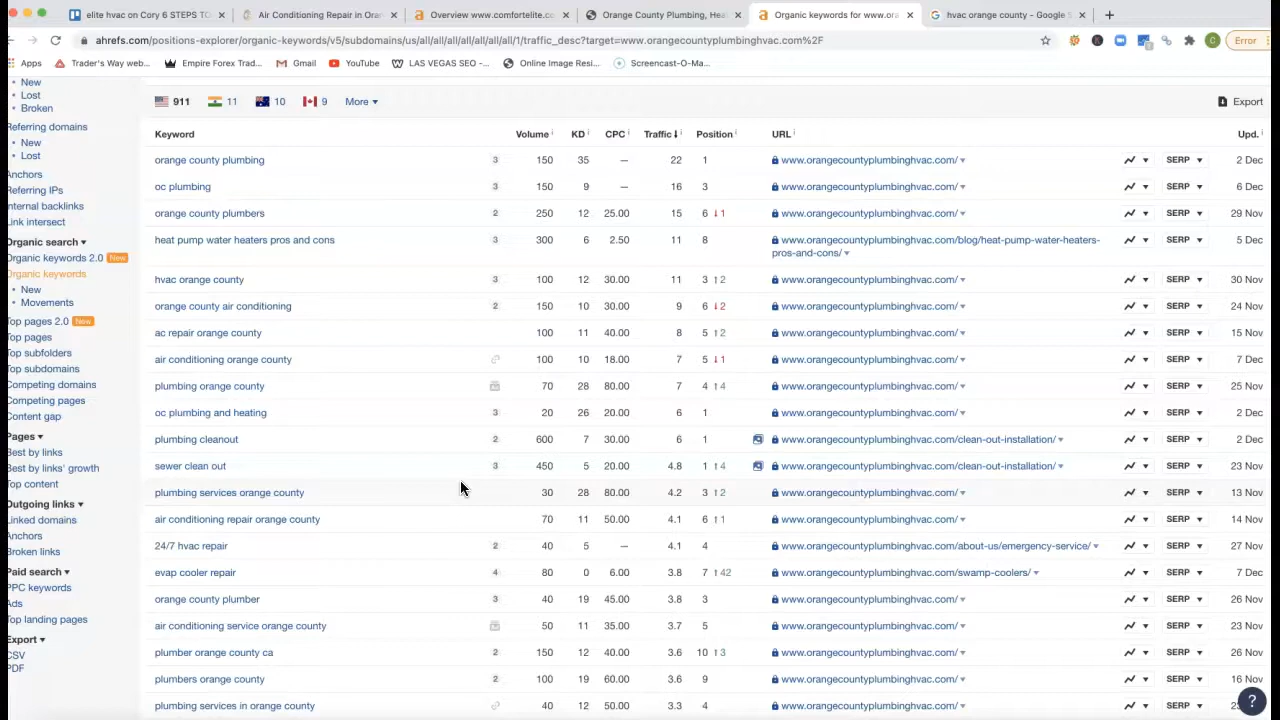 elite hvac on Cory 6 STEPS TO
Air Conditioning Repair in Oran
Overview www.comfortelite.co
Orange County Plumbing, Hea
Organic keywords for www.ora
hvac orange county - Google S
ahrefs.com/positions-explorer/organic-keywords/v5/subdomains/us/all/all/all/all/all/all/1/traffic_desc?target=www.orangecountyplumbinghvac.com%2F
Error
Apps
Trader's Way web...
Empire Forex Trad...
Gmail
YouTube
LAS VEGAS SEO -...
Online Image Resi...
Screencast-O-Ma...
New
Lost
Broken
Referring domains
New
Lost
Anchors
Referring IPs
Internal backlinks
Link intersect
Organic search
Organic keywords 2.0 New
Organic keywords
New
Movements
Top pages 2.0 New
Top pages
Top subfolders
Top subdomains
Competing domains
Competing pages
Content gap
Pages
Best by links
Best by links' growth
Top content
Outgoing links
Linked domains
Anchors
Broken links
Paid search
PPC keywords
Ads
Top landing pages
Export
CSV
PDF
911 11 10 9 More
Export
Keyword Volume KD CPC Traffic Position URL Upd.
orange county plumbing 3 150 35 — 22 1 www.orangecountyplumbinghvac.com/ SERP 2 Dec
oc plumbing 3 150 9 — 16 3 www.orangecountyplumbinghvac.com/ SERP 6 Dec
orange county plumbers 2 250 12 25.00 15 6 ↓1 www.orangecountyplumbinghvac.com/ SERP 29 Nov
heat pump water heaters pros and cons 3 300 6 2.50 11 8 www.orangecountyplumbinghvac.com/blog/heat-pump-water-heaters- SERP 5 Dec
pros-and-cons/
hvac orange county 3 100 12 30.00 11 3 ↑2 www.orangecountyplumbinghvac.com/ SERP 30 Nov
orange county air conditioning 2 150 10 30.00 9 6 ↓2 www.orangecountyplumbinghvac.com/ SERP 24 Nov
ac repair orange county 100 11 40.00 8 5 ↑2 www.orangecountyplumbinghvac.com/ SERP 15 Nov
air conditioning orange county 100 10 18.00 7 5 ↓1 www.orangecountyplumbinghvac.com/ SERP 7 Dec
plumbing orange county 70 28 80.00 7 4 ↑4 www.orangecountyplumbinghvac.com/ SERP 25 Nov
oc plumbing and heating 3 20 26 20.00 6 1 www.orangecountyplumbinghvac.com/ SERP 2 Dec
plumbing cleanout 2 600 7 30.00 6 1 www.orangecountyplumbinghvac.com/clean-out-installation/ SERP 2 Dec
sewer clean out 3 450 5 20.00 4.8 1 ↑4 www.orangecountyplumbinghvac.com/clean-out-installation/ SERP 23 Nov
plumbing services orange county 30 28 80.00 4.2 3 ↑2 www.orangecountyplumbinghvac.com/ SERP 13 Nov
air conditioning repair orange county 70 11 50.00 4.1 6 ↑1 www.orangecountyplumbinghvac.com/ SERP 14 Nov
24/7 hvac repair 2 40 5 — 4.1 4 www.orangecountyplumbinghvac.com/about-us/emergency-service/ SERP 27 Nov
evap cooler repair 4 80 0 6.00 3.8 7 ↑42 www.orangecountyplumbinghvac.com/swamp-coolers/ SERP 7 Dec
orange county plumber 3 40 19 45.00 3.8 3 www.orangecountyplumbinghvac.com/ SERP 26 Nov
air conditioning service orange county 50 11 35.00 3.7 5 www.orangecountyplumbinghvac.com/ SERP 23 Nov
plumber orange county ca 2 150 12 40.00 3.6 10 ↑3 www.orangecountyplumbinghvac.com/ SERP 26 Nov
plumbers orange county 2 100 19 60.00 3.6 9 www.orangecountyplumbinghvac.com/ SERP 16 Nov
plumbing services in orange county 40 12 50.00 3.3 4 www.orangecountyplumbinghvac.com/ SERP